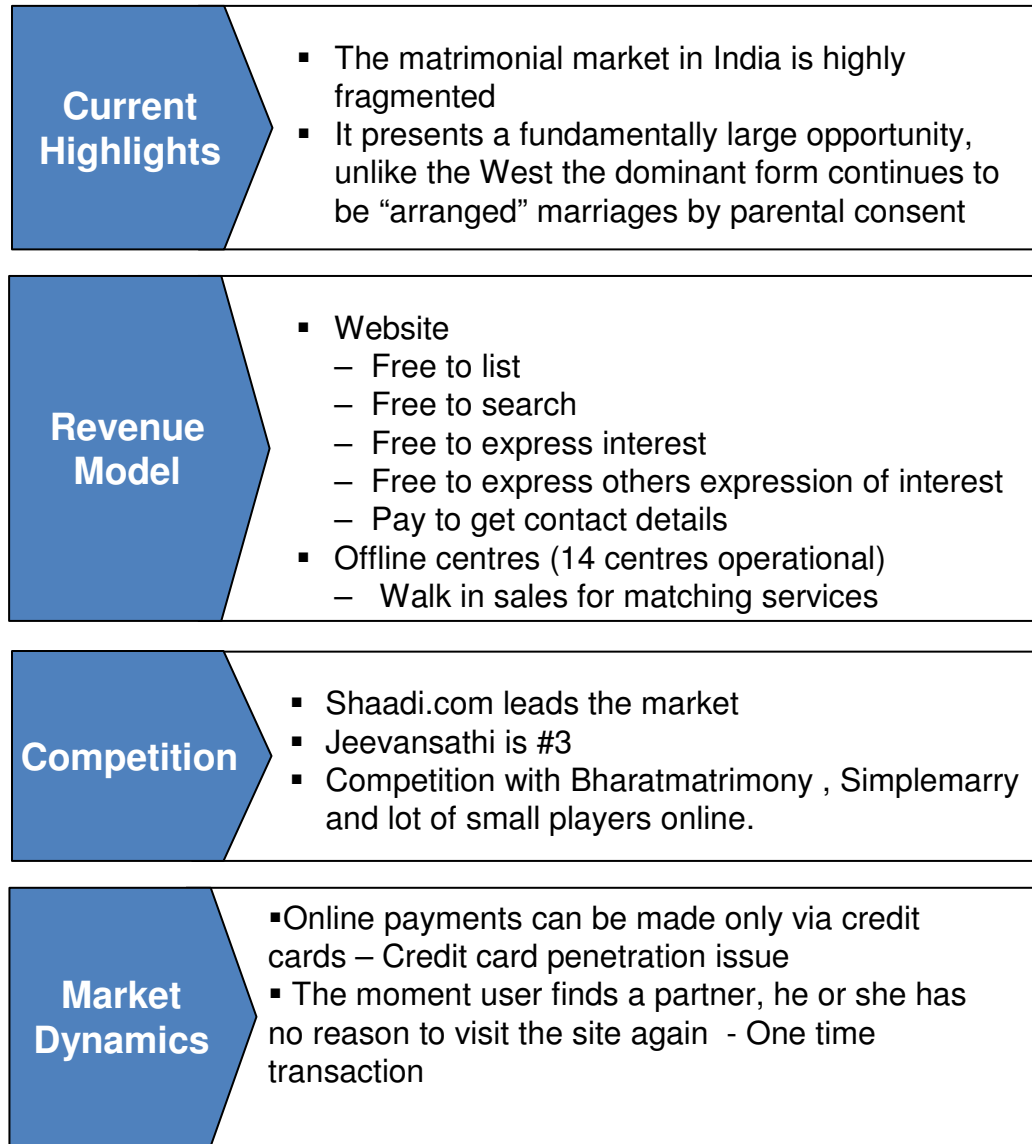 Current
Highlights
▪ The matrimonial market in India is highly
fragmented
▪ It presents a fundamentally large opportunity,
unlike the West the dominant form continues to
be “arranged” marriages by parental consent
Revenue
Model
▪ Website
– Free to list
– Free to search
– Free to express interest
– Free to express others expression of interest
– Pay to get contact details
▪ Offline centres (14 centres operational)
– Walk in sales for matching services
Competition
▪ Shaadi.com leads the market
▪ Jeevansathi is #3
▪ Competition with Bharatmatrimony , Simplemarry
and lot of small players online.
Market
Dynamics
▪Online payments can be made only via credit
cards – Credit card penetration issue
▪ The moment user finds a partner, he or she has
no reason to visit the site again - One time
transaction